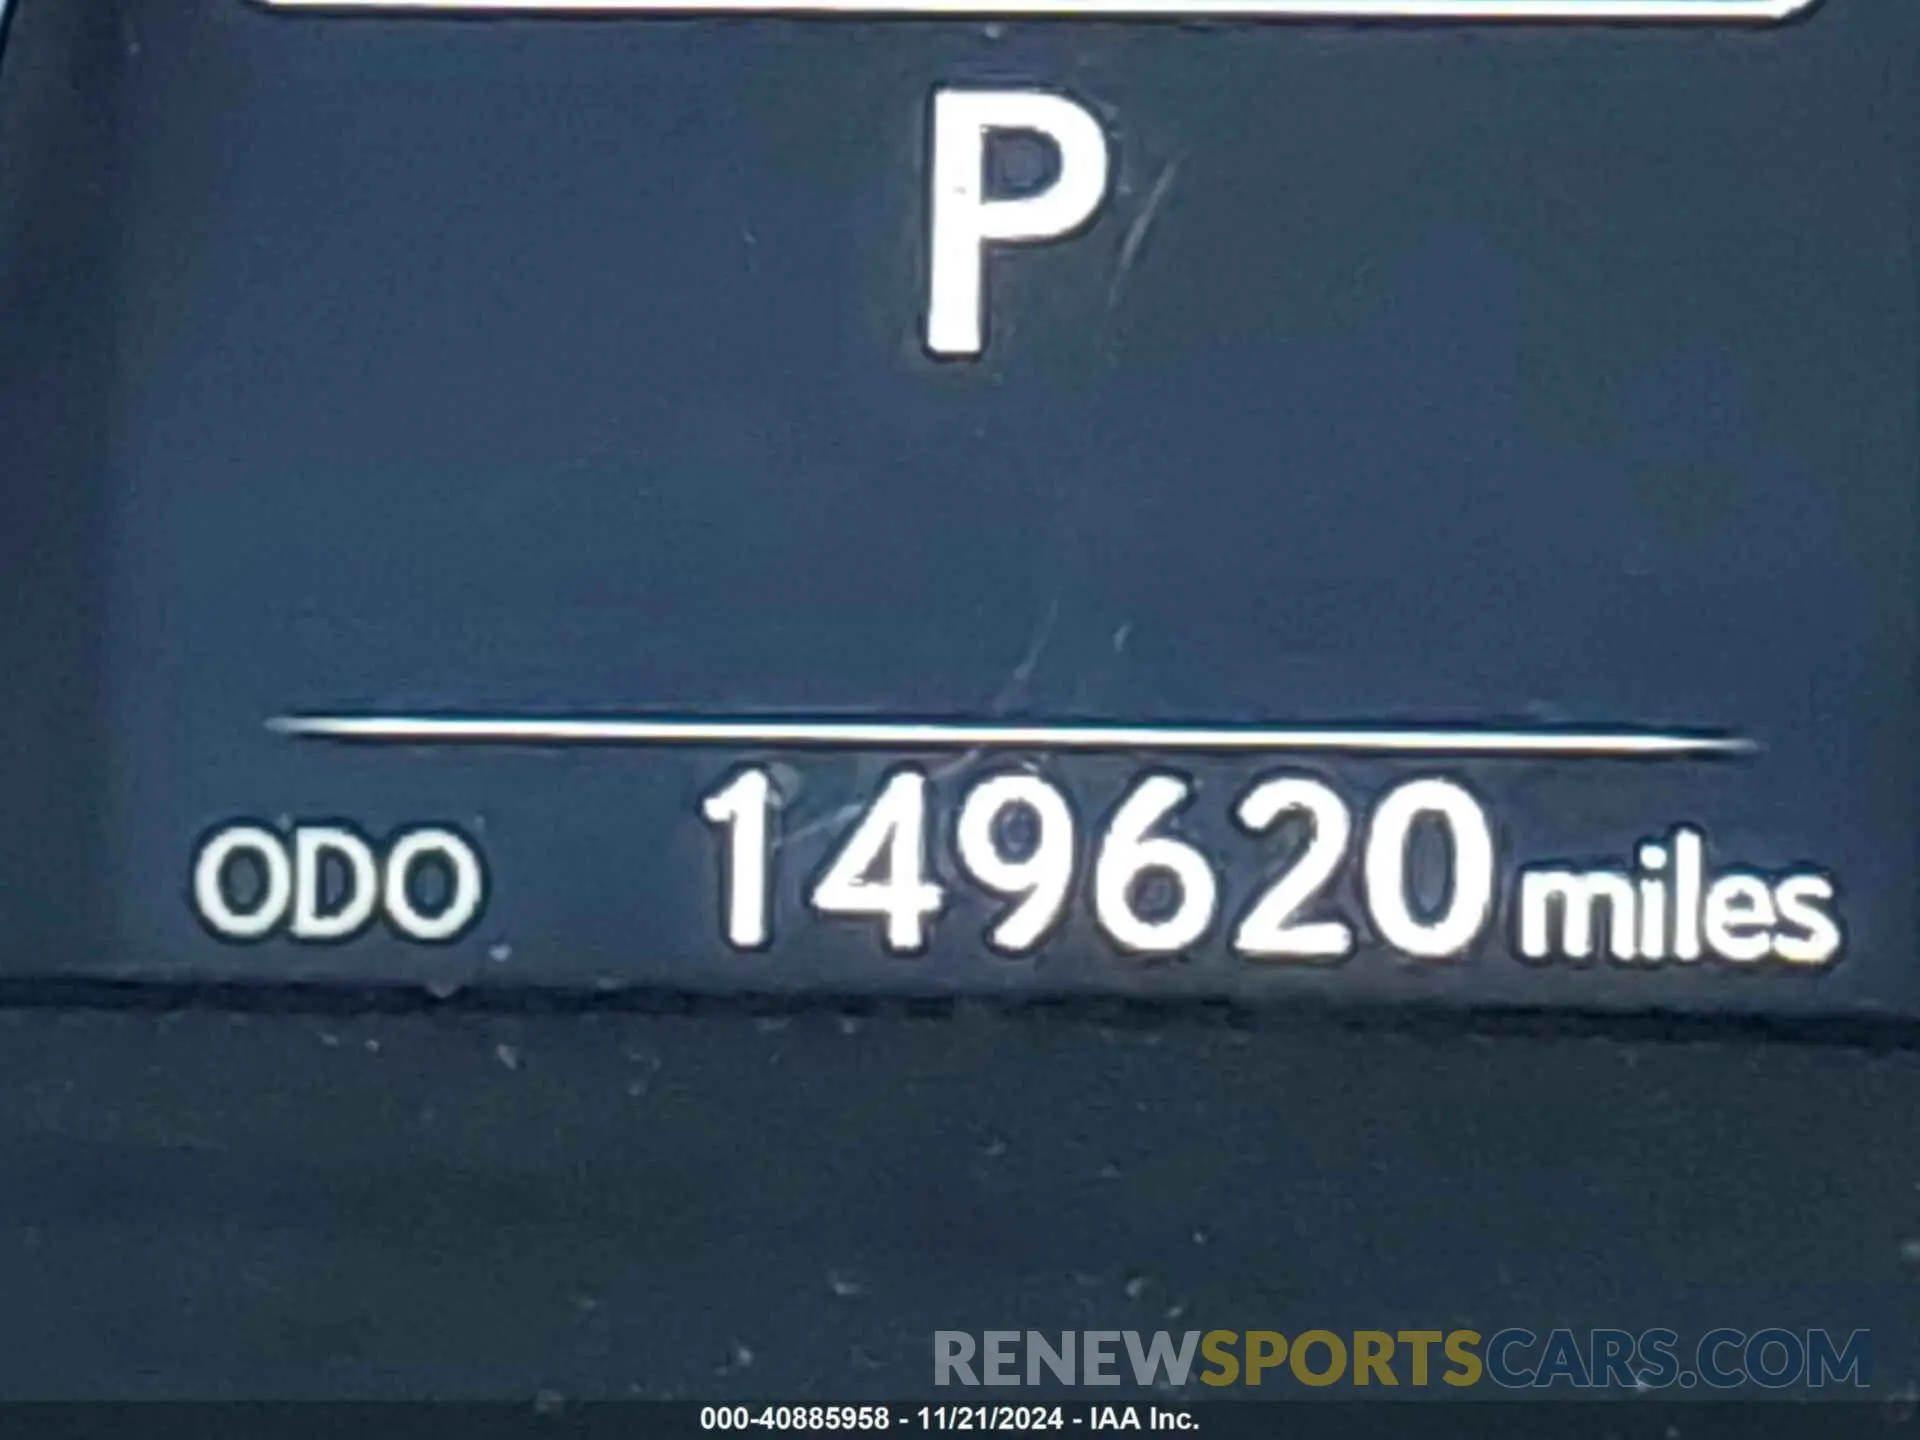 P
ODO 149620 miles
RENEWSPORTSCARS.COM
000-40885958 - 11/21/2024 - IAA Inc.